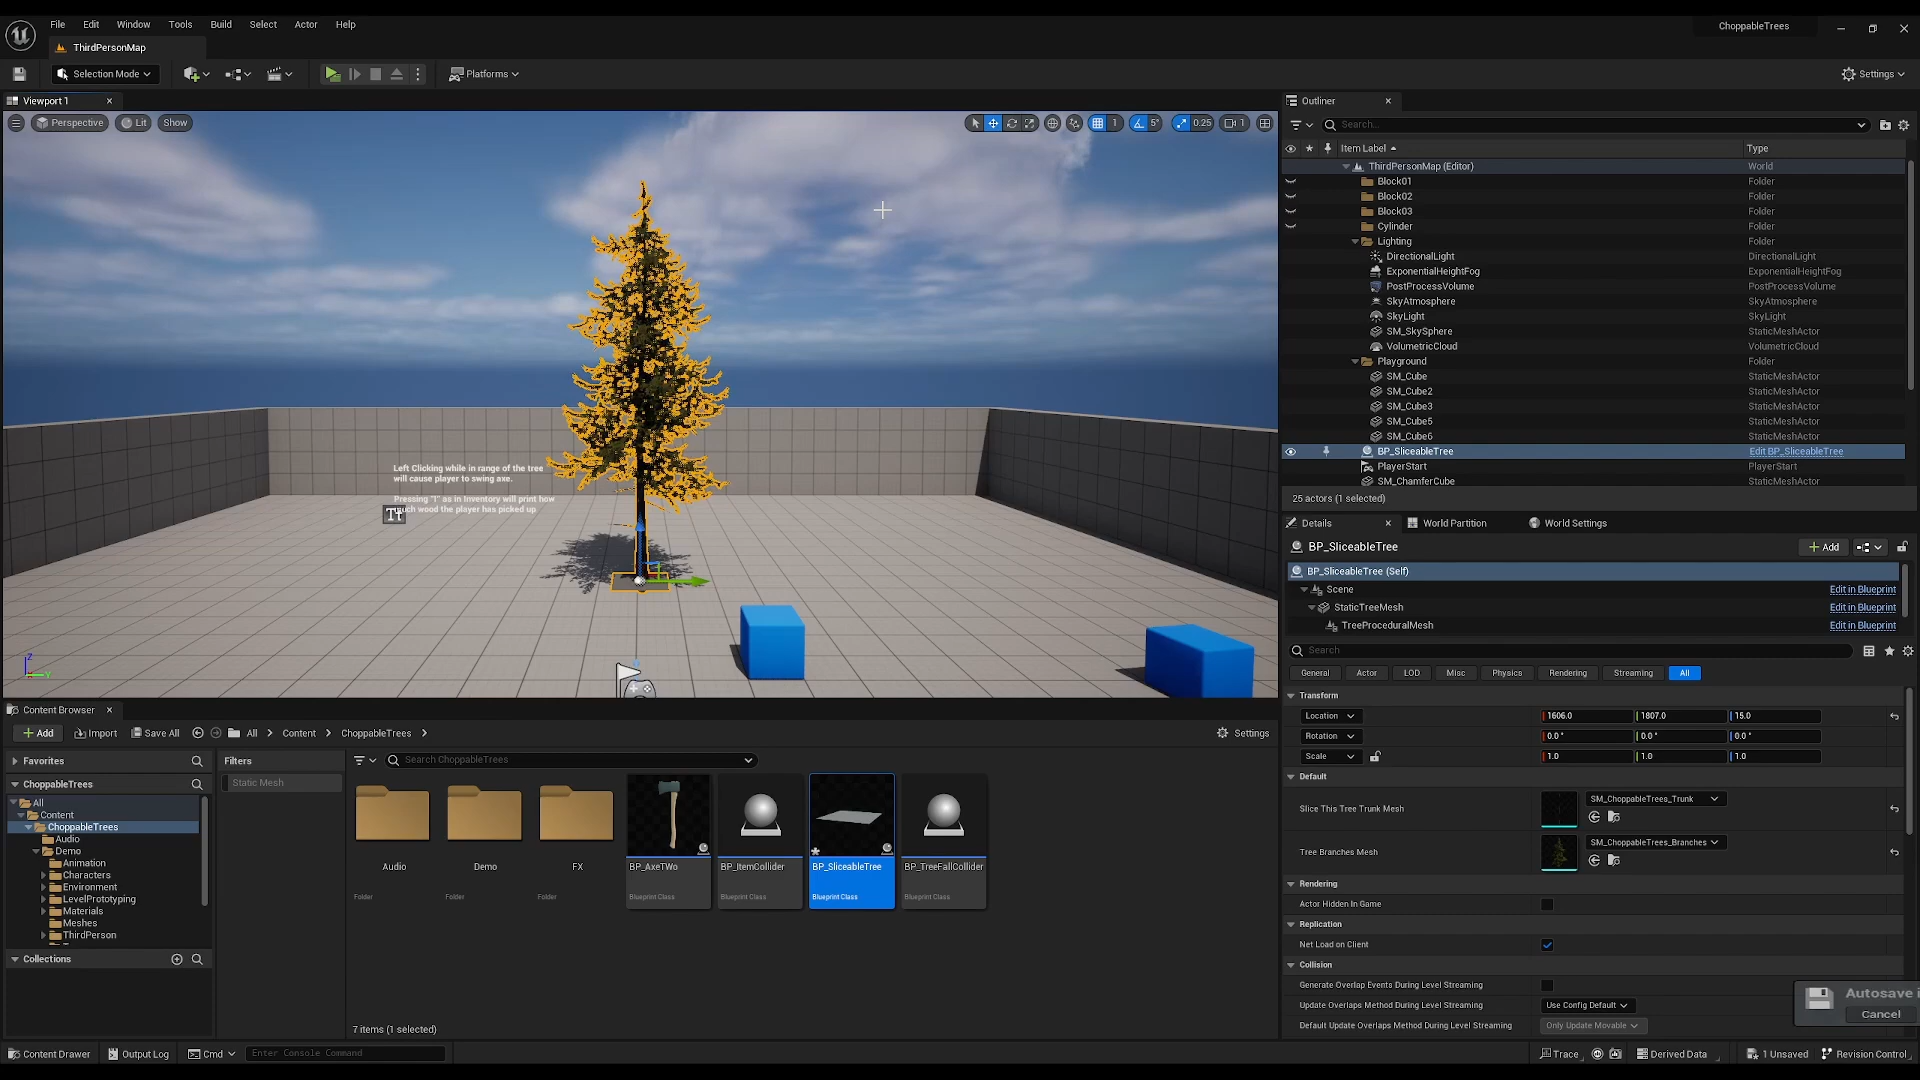 File Edit Window Tools Build Select Actor Help
ChoppableTrees
ThirdPersonMap
Selection Mode
Platforms
Settings
Viewport 1
Perspective
Lit
Show
1
5°
0.25
1
Left Clicking while in range of the tree
will cause player to swing axe.
Pressing "I" as in Inventory will print how
much wood the player has picked up
Tt
Z
Y
Outliner
Search...
Item Label
Type
ThirdPersonMap (Editor) World
Block01 Folder
Block02 Folder
Block03 Folder
Cylinder Folder
Lighting Folder
DirectionalLight DirectionalLight
ExponentialHeightFog ExponentialHeightFog
PostProcessVolume PostProcessVolume
SkyAtmosphere SkyAtmosphere
SkyLight SkyLight
SM_SkySphere StaticMeshActor
VolumetricCloud VolumetricCloud
Playground Folder
SM_Cube StaticMeshActor
SM_Cube2 StaticMeshActor
SM_Cube3 StaticMeshActor
SM_Cube5 StaticMeshActor
SM_Cube6 StaticMeshActor
BP_SliceableTree Edit BP_SliceableTree
PlayerStart PlayerStart
SM_ChamferCube StaticMeshActor
25 actors (1 selected)
Details World Partition World Settings
BP_SliceableTree
Add
BP_SliceableTree (Self)
Scene Edit in Blueprint
StaticTreeMesh Edit in Blueprint
TreeProceduralMesh Edit in Blueprint
Search
General Actor LOD Misc Physics Rendering Streaming All
Transform
Location 1606.0 1807.0 15.0
Rotation 0.0° 0.0° 0.0°
Scale 1.0 1.0 1.0
Default
Slice This Tree Trunk Mesh SM_ChoppableTrees_Trunk
Tree Branches Mesh SM_ChoppableTrees_Branches
Rendering
Actor Hidden In Game
Replication
Net Load on Client
Collision
Generate Overlap Events During Level Streaming
Update Overlaps Method During Level Streaming Use Config Default
Default Update Overlaps Method During Level Streaming Only Update Movable
Autosave i
Cancel
Content Browser
Add Import Save All All Content ChoppableTrees
Settings
Favorites
ChoppableTrees
All
Content
ChoppableTrees
Audio
Demo
Animation
Characters
Environment
LevelPrototyping
Materials
Meshes
ThirdPerson
Collections
Filters
Static Mesh
Search ChoppableTrees
Audio Demo FX BP_AxeTWo BP_ItemCollider BP_SliceableTree BP_TreeFallCollider
Folder Folder Folder Blueprint Class Blueprint Class Blueprint Class Blueprint Class
7 items (1 selected)
Content Drawer Output Log Cmd Enter Console Command
Trace Derived Data 1 Unsaved Revision Control